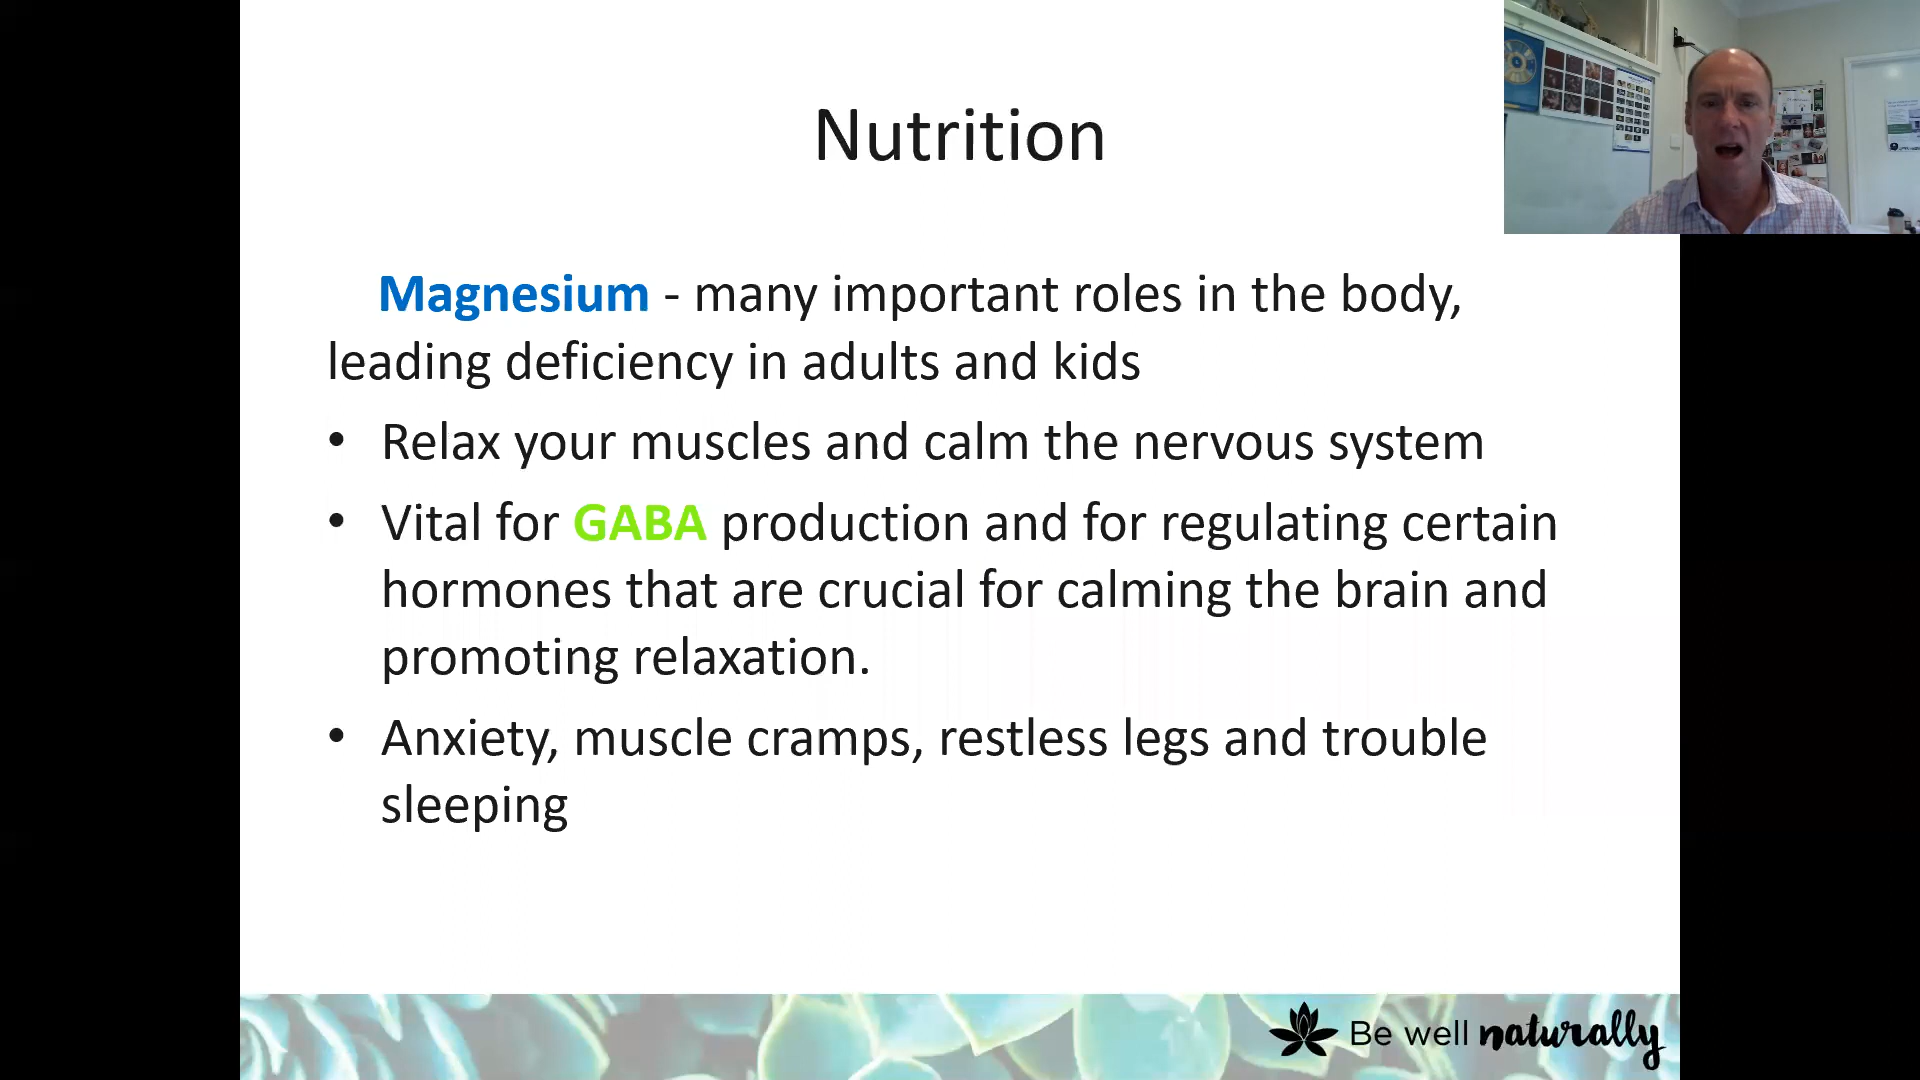 Nutrition
Magnesium - many important roles in the body,
leading deficiency in adults and kids
• Relax your muscles and calm the nervous system
• Vital for GABA production and for regulating certain
hormones that are crucial for calming the brain and
promoting relaxation.
• Anxiety, muscle cramps, restless legs and trouble
sleeping
Be well naturally